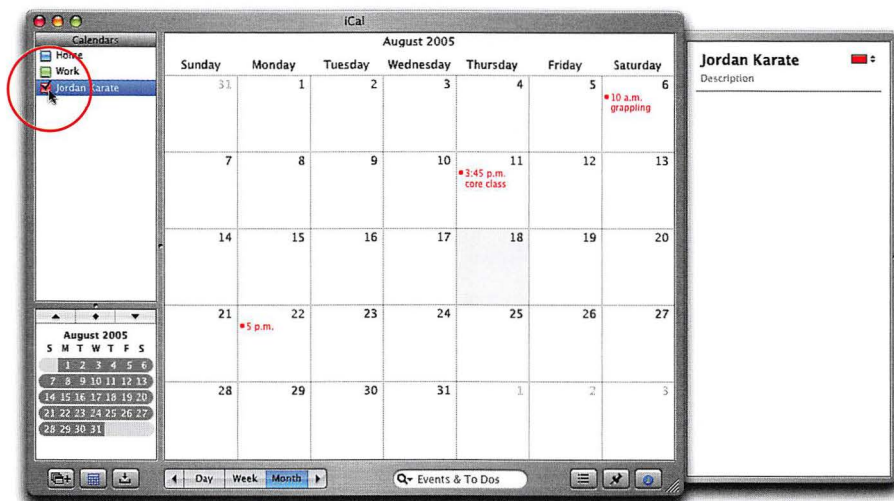 iCal
Calendars
Home
Work
Jordan Karate
August 2005
Sunday Monday Tuesday Wednesday Thursday Friday Saturday
31 1 2 3 4 5 6
10 a.m.
grappling
7 8 9 10 11 12 13
3:45 p.m.
core class
14 15 16 17 18 19 20
21 22 23 24 25 26 27
5 p.m.
28 29 30 31 1 2 3
August 2005
S M T W T F S
1 2 3 4 5 6
7 8 9 10 11 12 13
14 15 16 17 18 19 20
21 22 23 24 25 26 27
28 29 30 31
Day Week Month
Events & To Dos
Jordan Karate
Description